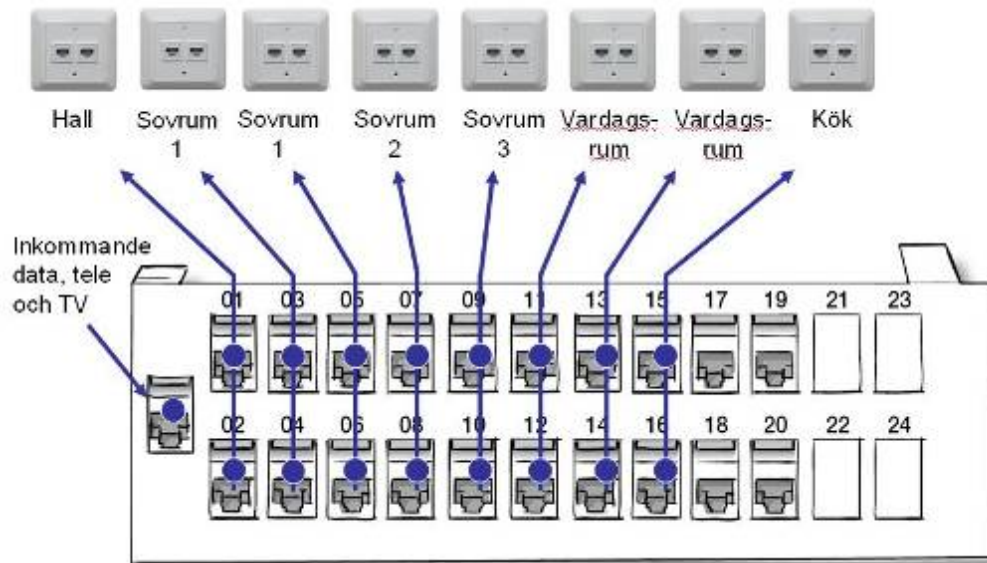 Hall
Sovrum
1
Sovrum
1
Sovrum
2
Sovrum
3
Vardags-
rum
Vardags-
rum
Kök
Inkommande
data, tele
och TV
01 03 05 07 09 11 13 15 17 19 21 23
02 04 06 08 10 12 14 16 18 20 22 24